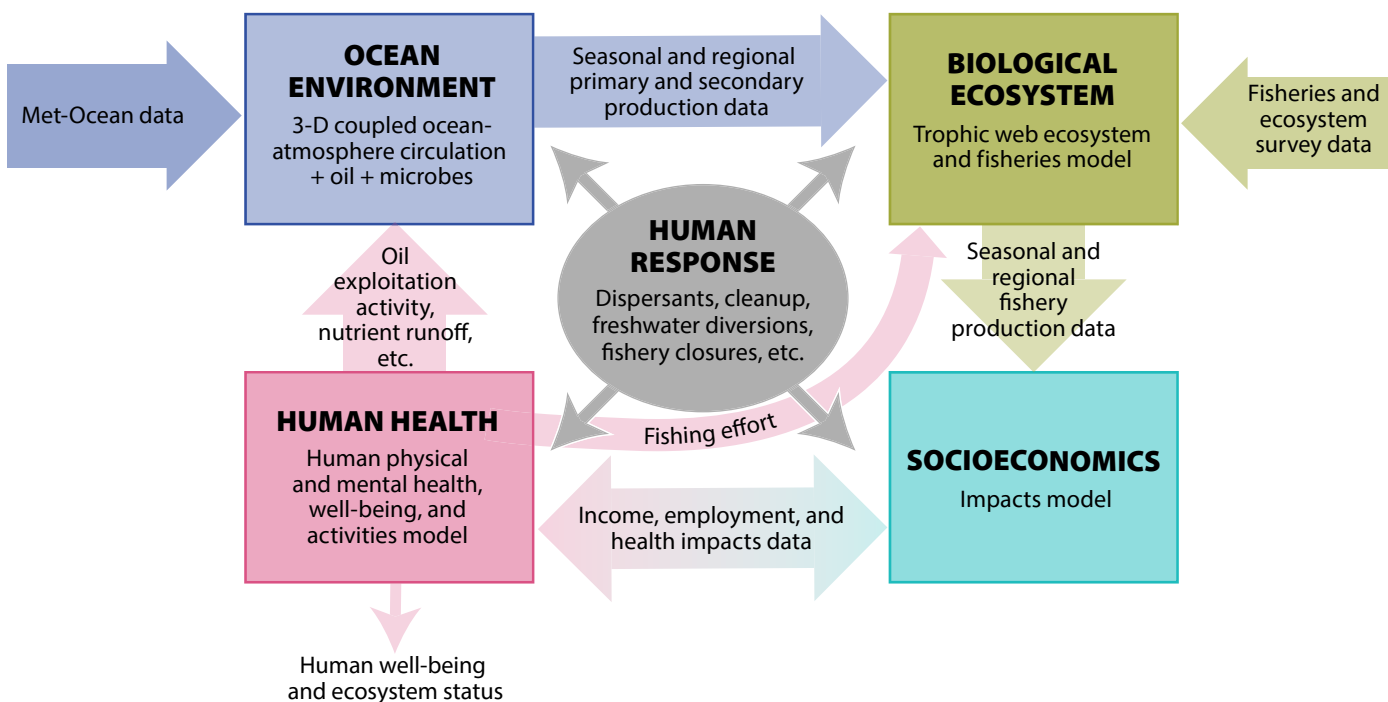 Met-Ocean data
OCEAN
ENVIRONMENT
3-D coupled ocean-
atmosphere circulation
+ oil + microbes
Seasonal and regional
primary and secondary
production data
BIOLOGICAL
ECOSYSTEM
Trophic web ecosystem
and fisheries model
Fisheries and
ecosystem
survey data
Oil
exploitation
activity,
nutrient runoff,
etc.
HUMAN
RESPONSE
Dispersants, cleanup,
freshwater diversions,
fishery closures, etc.
Seasonal and
regional
fishery
production data
HUMAN HEALTH
Human physical
and mental health,
well-being, and
activities model
Fishing effort
Income, employment, and
health impacts data
SOCIOECONOMICS
Impacts model
Human well-being
and ecosystem status